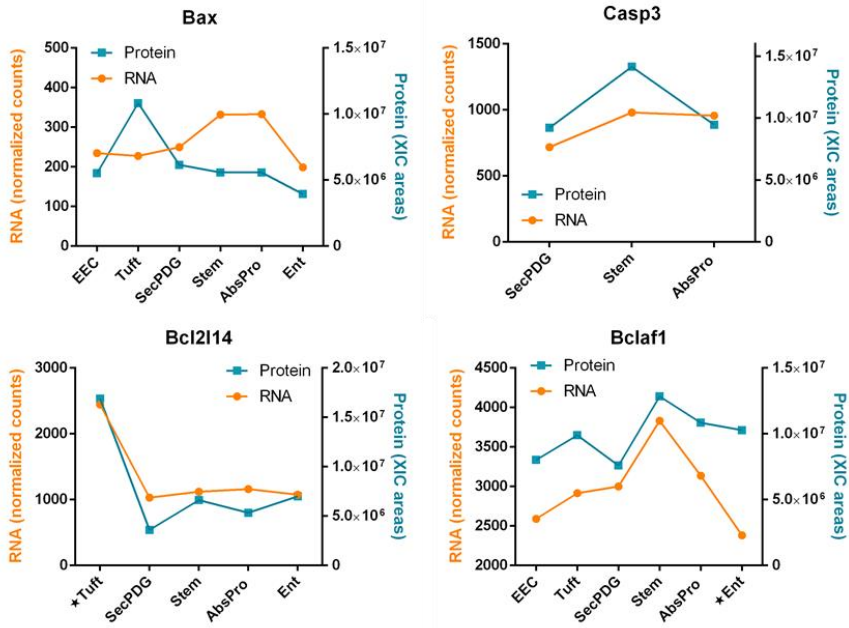 Bax
RNA (normalized counts)
500
400
300
200
100
0
Protein
RNA
1.5×10⁷
1.0×10⁷
5.0×10⁶
0
Protein (XIC areas)
EEC
Tuft
SecPDG
Stem
AbsPro
Ent
Casp3
RNA (normalized counts)
1500
1000
500
0
Protein
RNA
1.5×10⁷
1.0×10⁷
5.0×10⁶
0
Protein (XIC areas)
SecPDG
Stem
AbsPro
Bcl2l14
RNA (normalized counts)
3000
2000
1000
0
Protein
RNA
2.0×10⁷
1.5×10⁷
1.0×10⁷
5.0×10⁶
0
Protein (XIC areas)
★Tuft
SecPDG
Stem
AbsPro
Ent
Bclaf1
RNA (normalized counts)
4500
4000
3500
3000
2500
2000
Protein
RNA
1.5×10⁷
1.0×10⁷
5.0×10⁶
0
Protein (XIC areas)
EEC
Tuft
SecPDG
Stem
AbsPro
★Ent